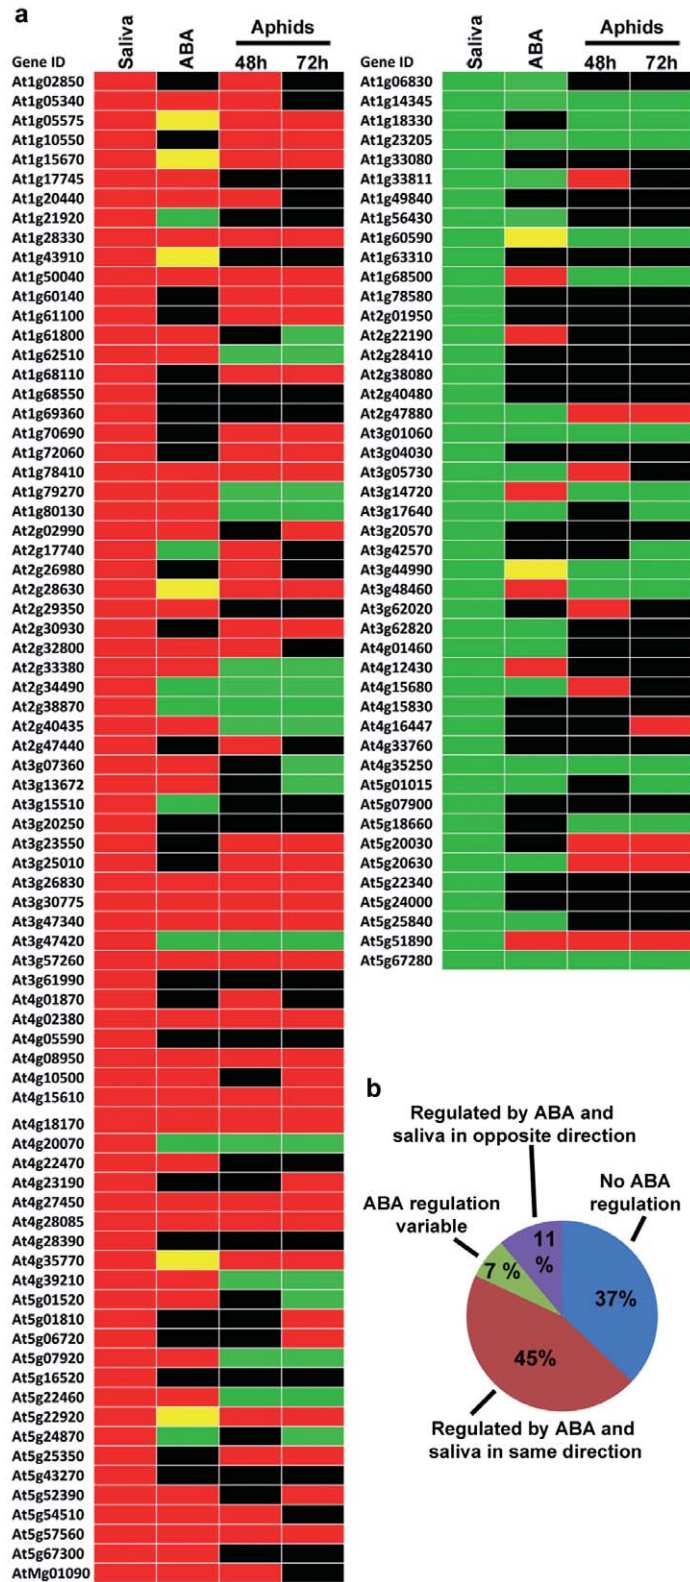 a
Saliva
ABA
Aphids
Gene ID
48h
72h
At1g02850
At1g05340
At1g05575
At1g10550
At1g15670
At1g17745
At1g20440
At1g21920
At1g28330
At1g43910
At1g50040
At1g60140
At1g61100
At1g61800
At1g62510
At1g68110
At1g68550
At1g69360
At1g70690
At1g72060
At1g78410
At1g79270
At1g80130
At2g02990
At2g17740
At2g26980
At2g28630
At2g29350
At2g30930
At2g32800
At2g33380
At2g34490
At2g38870
At2g40435
At2g47440
At3g07360
At3g13672
At3g15510
At3g20250
At3g23550
At3g25010
At3g26830
At3g30775
At3g47340
At3g47420
At3g57260
At3g61990
At4g01870
At4g02380
At4g05590
At4g08950
At4g10500
At4g15610
At4g18170
At4g20070
At4g22470
At4g23190
At4g27450
At4g28085
At4g28390
At4g35770
At4g39210
At5g01520
At5g01810
At5g06720
At5g07920
At5g16520
At5g22460
At5g22920
At5g24870
At5g25350
At5g43270
At5g52390
At5g54510
At5g57560
At5g67300
AtMg01090
Saliva
ABA
Aphids
Gene ID
48h
72h
At1g06830
At1g14345
At1g18330
At1g23205
At1g33080
At1g33811
At1g49840
At1g56430
At1g60590
At1g63310
At1g68500
At1g78580
At2g01950
At2g22190
At2g28410
At2g38080
At2g40480
At2g47880
At3g01060
At3g04030
At3g05730
At3g14720
At3g17640
At3g20570
At3g42570
At3g44990
At3g48460
At3g62020
At3g62820
At4g01460
At4g12430
At4g15680
At4g15830
At4g16447
At4g33760
At4g35250
At5g01015
At5g07900
At5g18660
At5g20030
At5g20630
At5g22340
At5g24000
At5g25840
At5g51890
At5g67280
b
Regulated by ABA and
saliva in opposite direction
No ABA
regulation
ABA regulation
variable
11
%
7 %
37%
45%
Regulated by ABA and
saliva in same direction